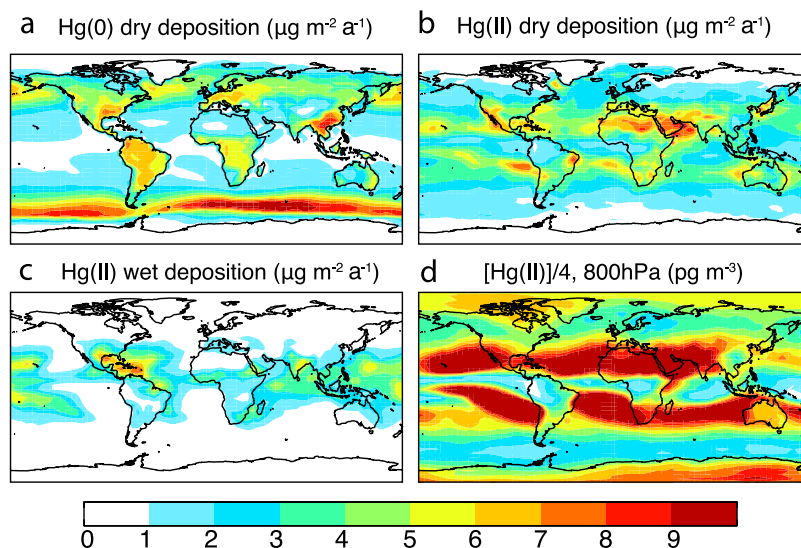 a Hg(0) dry deposition (µg m⁻² a⁻¹)
b Hg(II) dry deposition (µg m⁻² a⁻¹)
c Hg(II) wet deposition (µg m⁻² a⁻¹)
d [Hg(II)]/4, 800hPa (pg m⁻³)
0 1 2 3 4 5 6 7 8 9